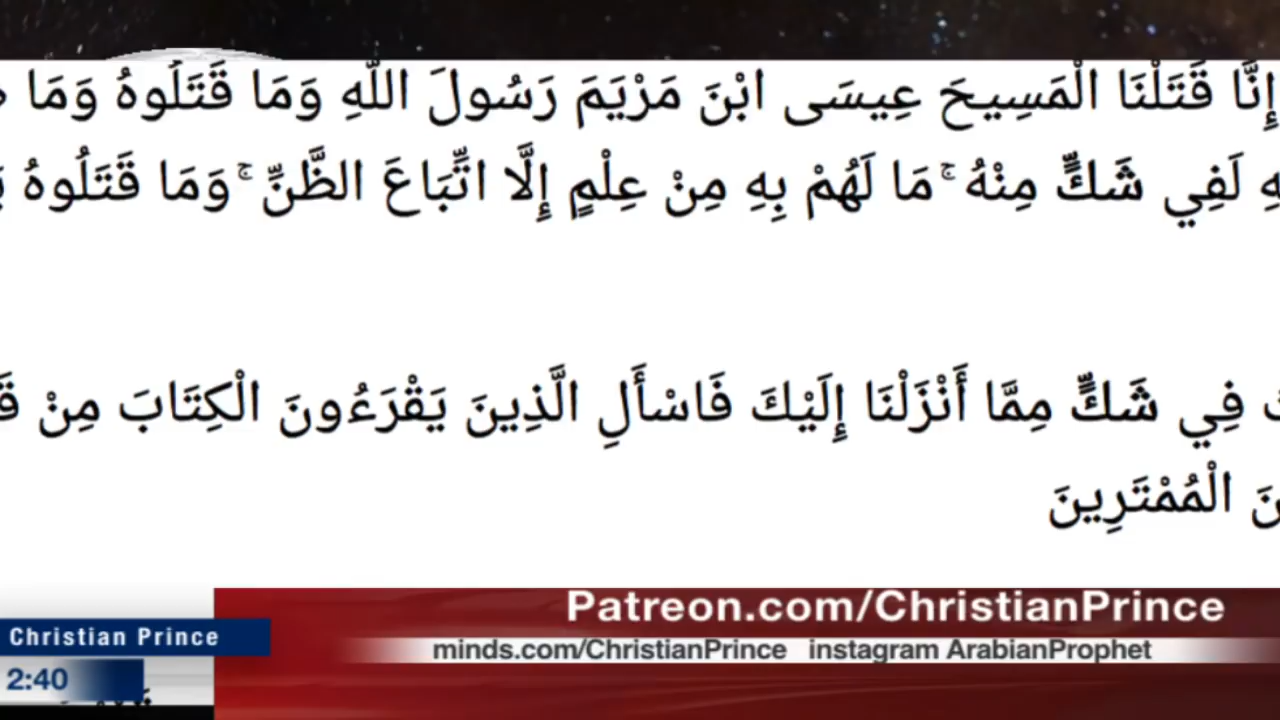 إِنَّا قَتَلْنَا الْمَسِيحَ عِيسَى ابْنَ مَرْيَمَ رَسُولَ اللَّهِ وَمَا قَتَلُوهُ وَمَا
لَفِي شَكٍّ مِنْهُ ۚ مَا لَهُمْ بِهِ مِنْ عِلْمٍ إِلَّا اتِّبَاعَ الظَّنِّ ۚ وَمَا قَتَلُوهُ
فِي شَكٍّ مِمَّا أَنْزَلْنَا إِلَيْكَ فَاسْأَلِ الَّذِينَ يَقْرَءُونَ الْكِتَابَ مِنْ
الْمُمْتَرِينَ
Patreon.com/ChristianPrince
Christian Prince
minds.com/ChristianPrince instagram ArabianProphet
2:40